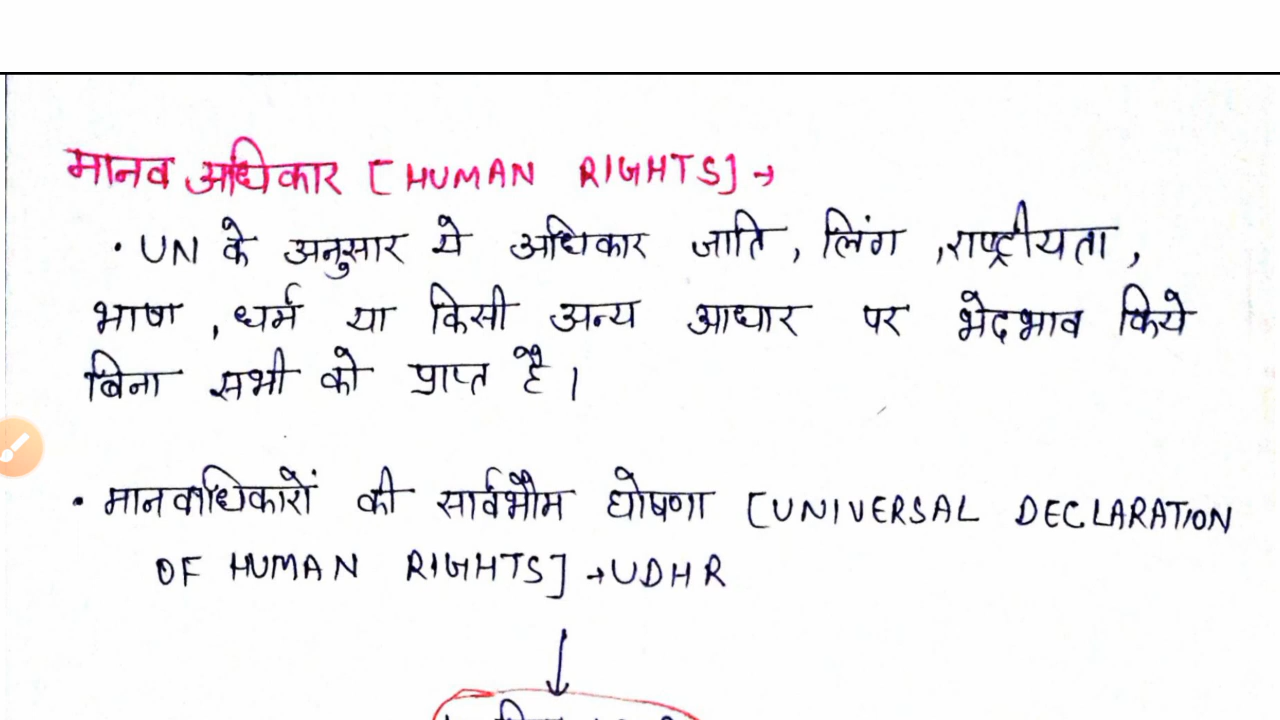 मानव अधिकार [HUMAN RIGHTS] →
• UN के अनुसार ये अधिकार जाति, लिंग, राष्ट्रीयता,
भाषा, धर्म या किसी अन्य आधार पर भेदभाव किये
बिना सभी को प्राप्त है।
• मानवाधिकारों की सार्वभौम घोषणा [UNIVERSAL DECLARATION
OF HUMAN RIGHTS] → UDHR